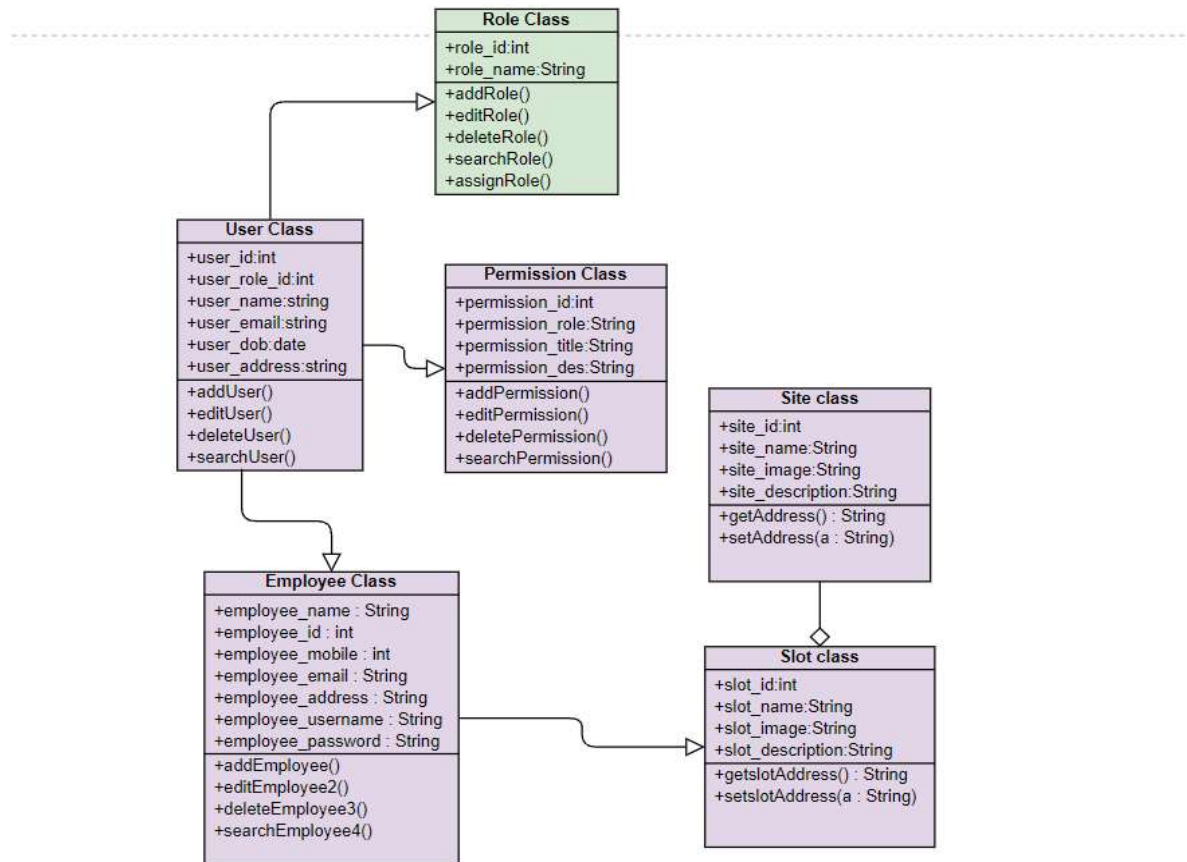 Role Class
+role_id:int
+role_name:String
+addRole()
+editRole()
+deleteRole()
+searchRole()
+assignRole()
User Class
+user_id:int
+user_role_id:int
+user_name:string
+user_email:string
+user_dob:date
+user_address:string
+addUser()
+editUser()
+deleteUser()
+searchUser()
Permission Class
+permission_id:int
+permission_role:String
+permission_title:String
+permission_des:String
+addPermission()
+editPermission()
+deletePermission()
+searchPermission()
Site class
+site_id:int
+site_name:String
+site_image:String
+site_description:String
+getAddress() : String
+setAddress(a : String)
Employee Class
+employee_name : String
+employee_id : int
+employee_mobile : int
+employee_email : String
+employee_address : String
+employee_username : String
+employee_password : String
+addEmployee()
+editEmployee2()
+deleteEmployee3()
+searchEmployee4()
Slot class
+slot_id:int
+slot_name:String
+slot_image:String
+slot_description:String
+getslotAddress() : String
+setslotAddress(a : String)